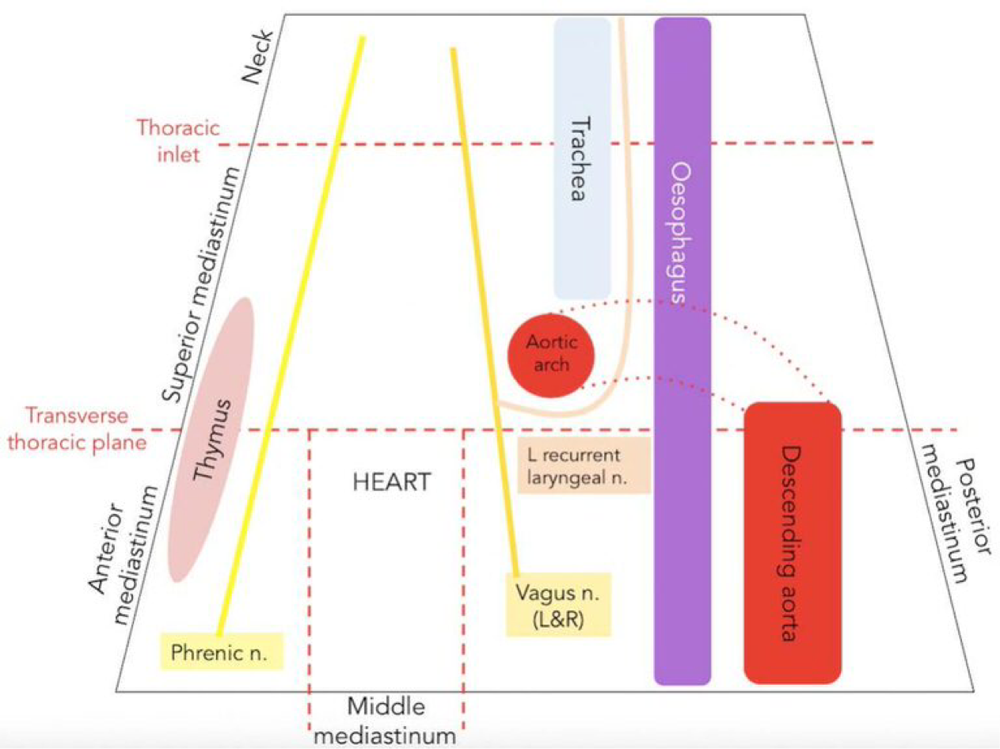 Neck
Thoracic
inlet
Trachea
Oesophagus
Superior mediastinum
Aortic
arch
Transverse
thoracic plane
Thymus
HEART
L recurrent
laryngeal n.
Descending aorta
Anterior
mediastinum
Posterior
mediastinum
Vagus n.
(L&R)
Phrenic n.
Middle
mediastinum